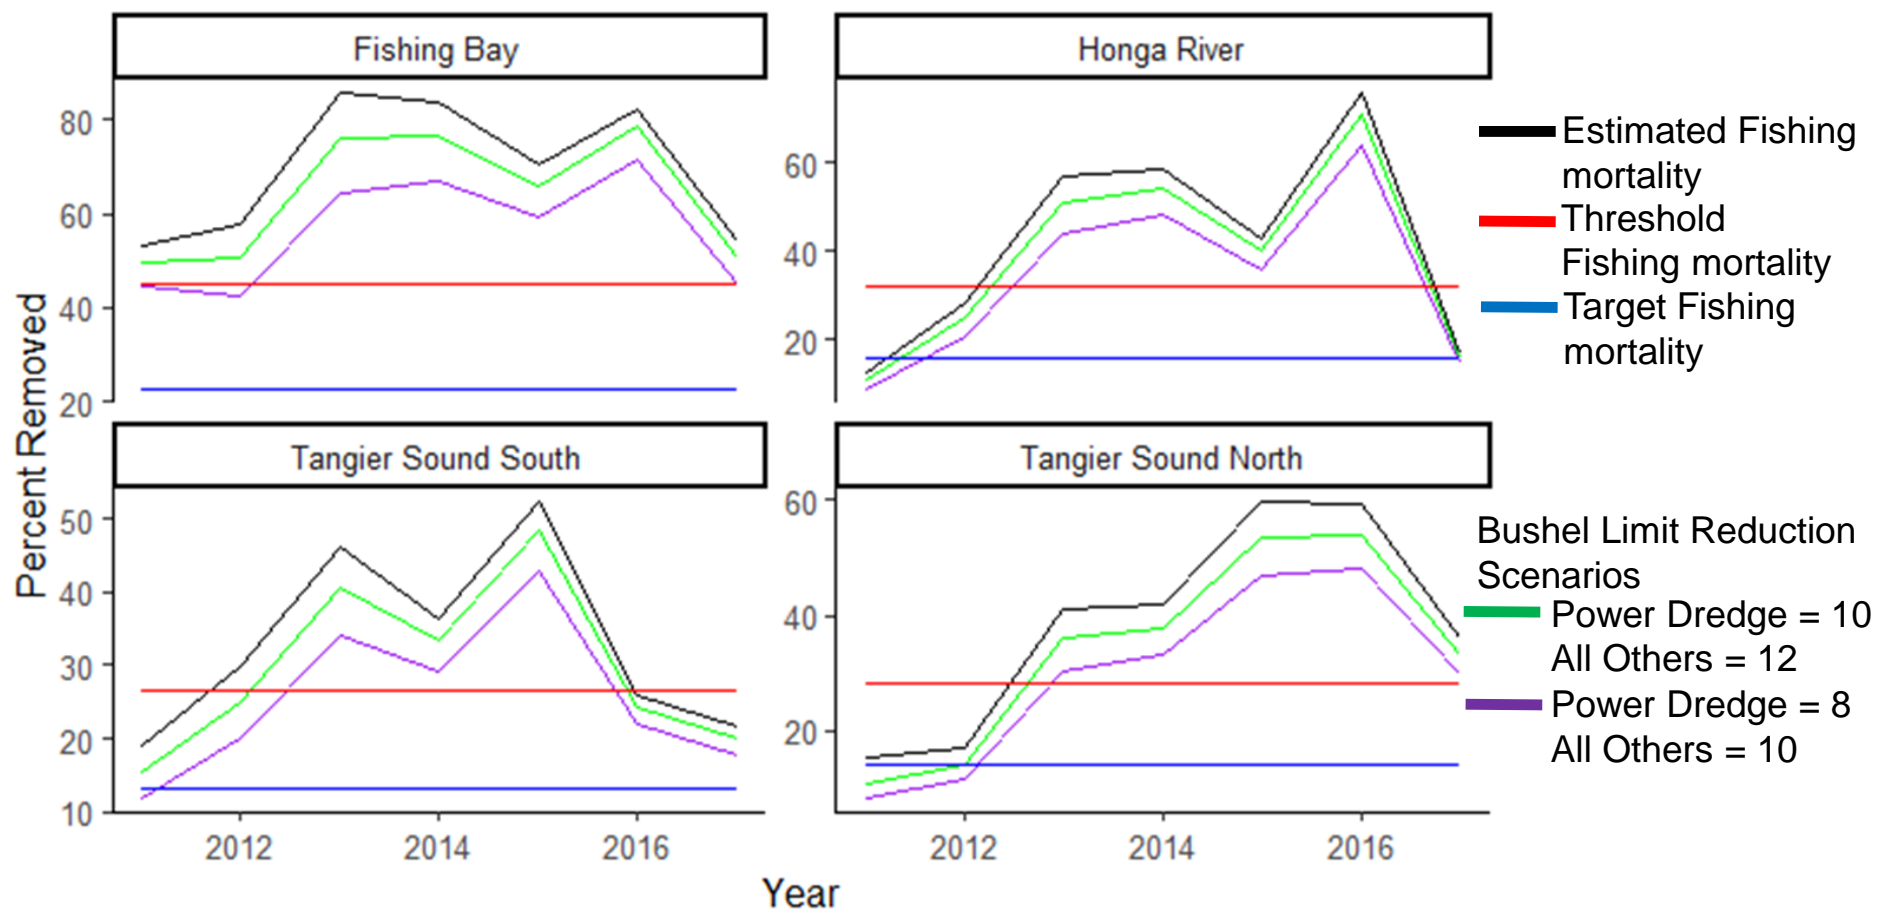 Fishing Bay
Honga River
80
60
40
20
60
40
20
Estimated Fishing
mortality
Threshold
Fishing mortality
Target Fishing
mortality
Percent Removed
Tangier Sound South
Tangier Sound North
50
40
30
20
10
60
40
20
2012
2014
2016
2012
2014
2016
Year
Bushel Limit Reduction
Scenarios
Power Dredge = 10
All Others = 12
Power Dredge = 8
All Others = 10